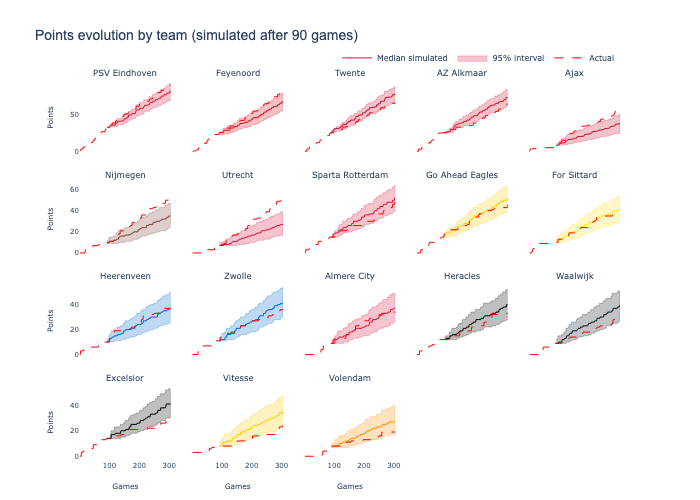 Points evolution by team (simulated after 90 games)
Median simulated 95% interval Actual
PSV Eindhoven Feyenoord Twente AZ Alkmaar Ajax
Points
50
0
Nijmegen Utrecht Sparta Rotterdam Go Ahead Eagles For Sittard
Points
60
40
20
0
Heerenveen Zwolle Almere City Heracles Waalwijk
Points
40
20
0
Excelsior Vitesse Volendam
Points
40
20
0
100 200 300 100 200 300 100 200 300
Games Games